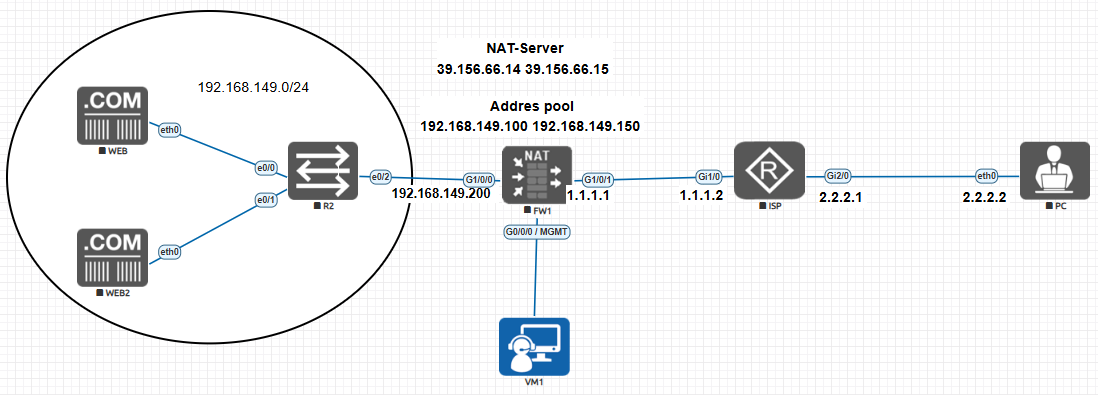 NAT-Server
39.156.66.14 39.156.66.15
192.168.149.0/24
Addres pool
192.168.149.100 192.168.149.150
.COM
eth0
WEB
e0/0
e0/1
R2
e0/2
192.168.149.200
G1/0/0
NAT
FW1
G1/0/1
1.1.1.1
Gi1/0
1.1.1.2
R
ISP
Gi2/0
2.2.2.1
eth0
2.2.2.2
PC
.COM
eth0
WEB2
G0/0/0 / MGMT
VM1